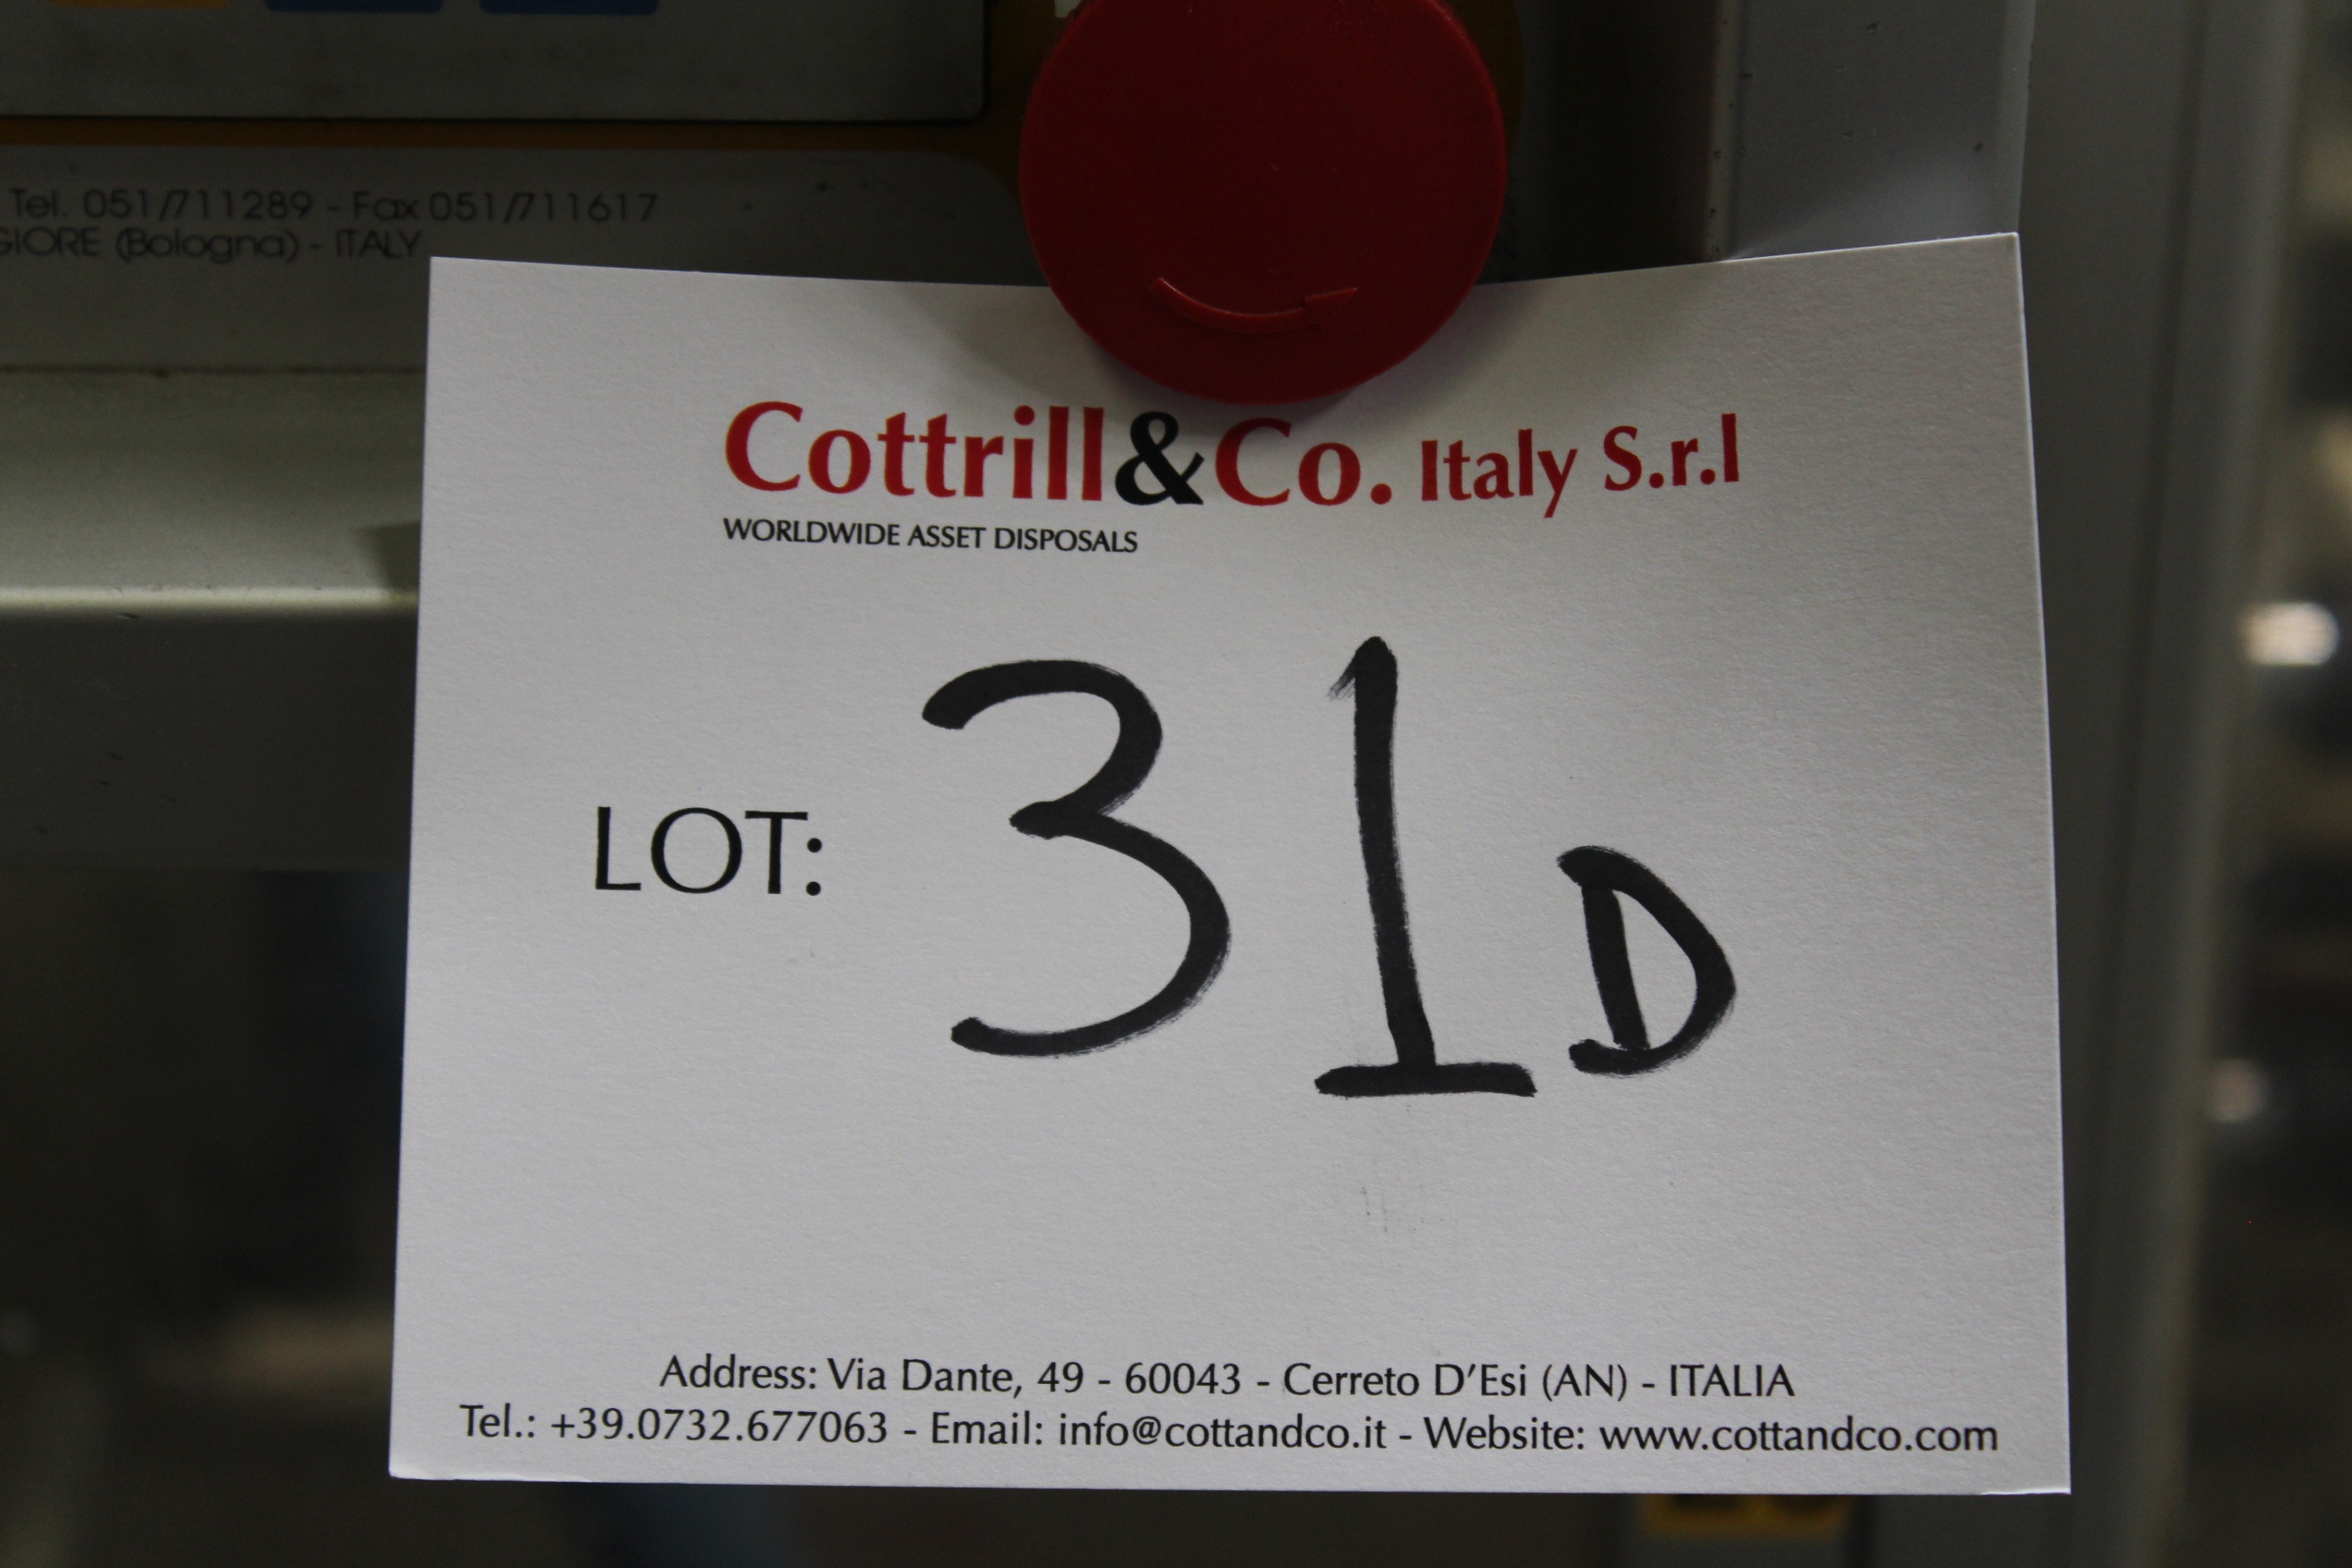 Tel. 051/711289 - Fax 051/711617
(Bologna) - ITALY
Cottrill&Co. Italy S.r.l
WORLDWIDE ASSET DISPOSALS
LOT: 31D
Address: Via Dante, 49 - 60043 - Cerreto D'Esi (AN) - ITALIA
Tel.: +39.0732.677063 - Email: info@cottandco.it - Website: www.cottandco.com